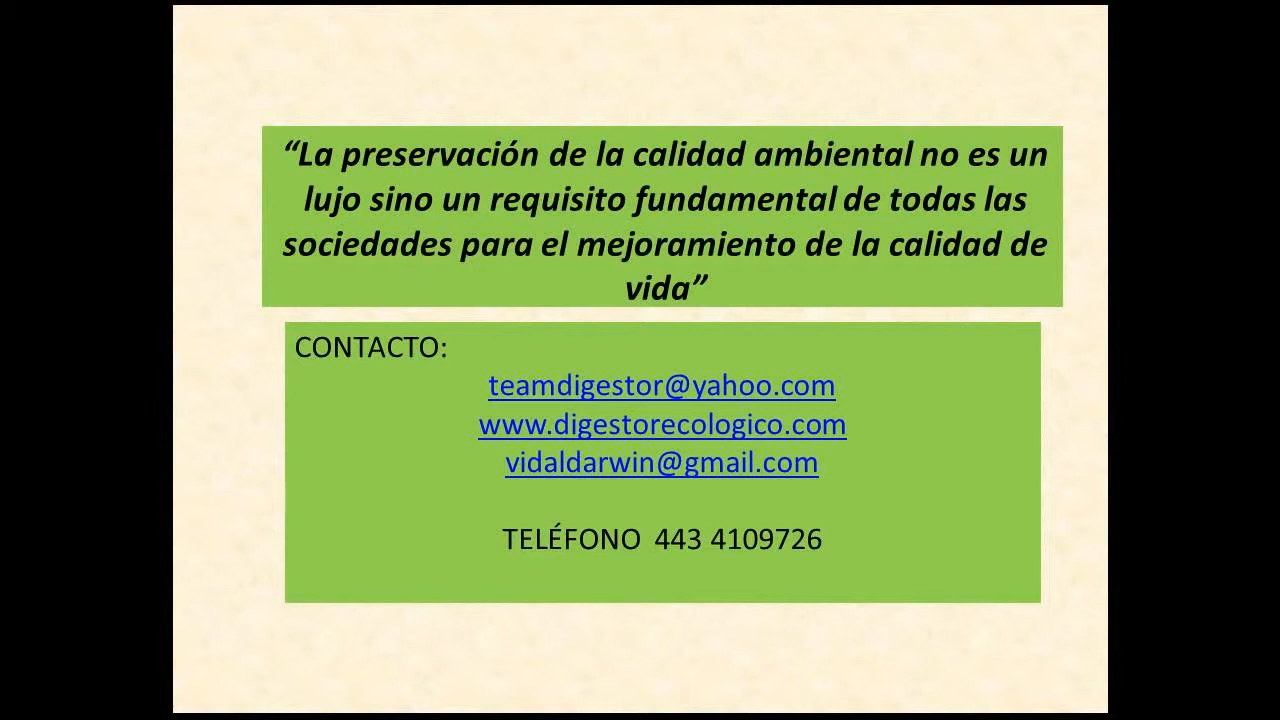 “La preservación de la calidad ambiental no es un
lujo sino un requisito fundamental de todas las
sociedades para el mejoramiento de la calidad de
vida”
CONTACTO:
teamdigestor@yahoo.com
www.digestorecologico.com
vidaldarwin@gmail.com
TELÉFONO  443 4109726